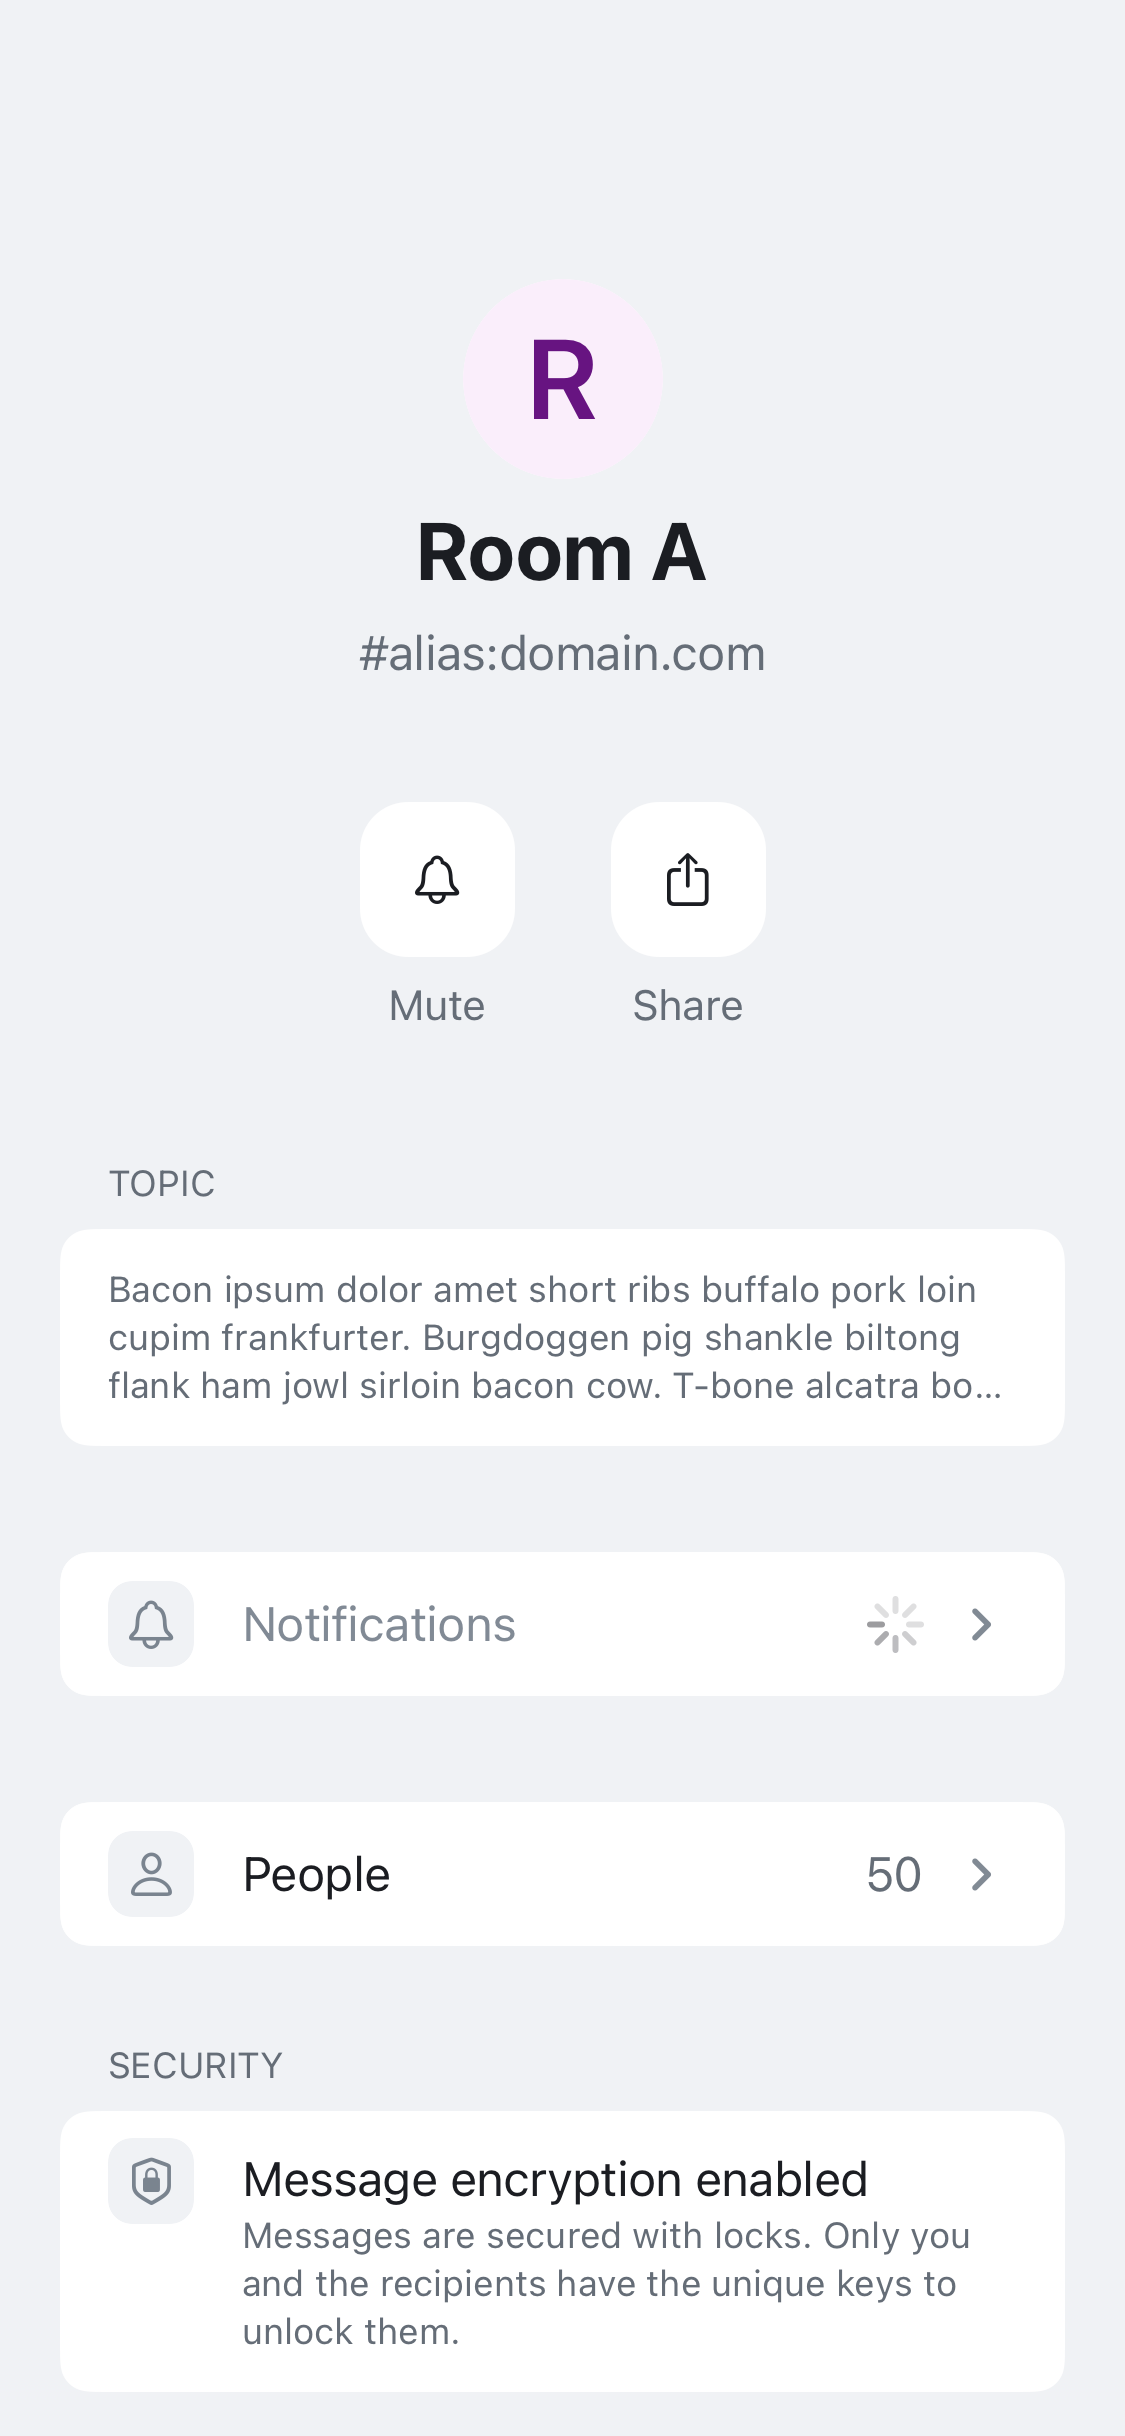 R
Room A
#alias:domain.com
Mute
Share
TOPIC
Bacon ipsum dolor amet short ribs buffalo pork loin
cupim frankfurter. Burgdoggen pig shankle biltong
flank ham jowl sirloin bacon cow. T-bone alcatra bo...
Notifications
People
50
SECURITY
Message encryption enabled
Messages are secured with locks. Only you
and the recipients have the unique keys to
unlock them.